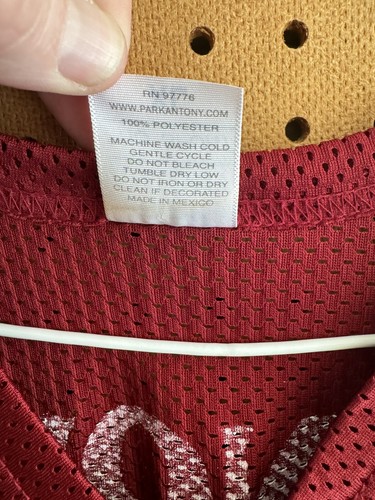 RN 97776
WWW.PARKANTONY.COM
100% POLYESTER
MACHINE WASH COLD
GENTLE CYCLE
DO NOT BLEACH
TUMBLE DRY LOW
DO NOT IRON OR DRY
CLEAN IF DECORATED
MADE IN MEXICO